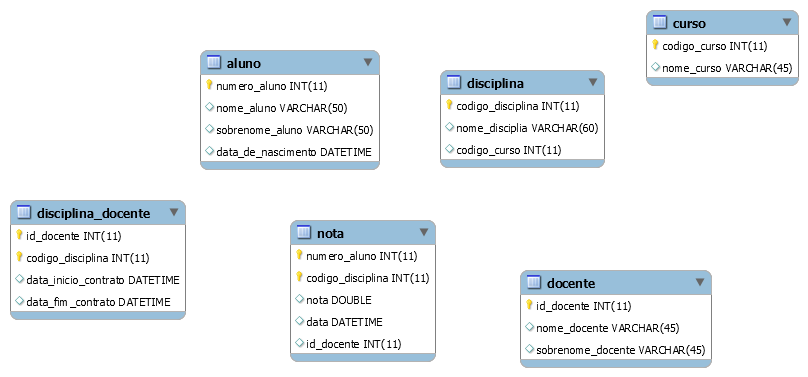 curso
codigo_curso INT(11)
nome_curso VARCHAR(45)
aluno
numero_aluno INT(11)
nome_aluno VARCHAR(50)
sobrenome_aluno VARCHAR(50)
data_de_nascimento DATETIME
disciplina
codigo_disciplina INT(11)
nome_disciplia VARCHAR(60)
codigo_curso INT(11)
disciplina_docente
id_docente INT(11)
codigo_disciplina INT(11)
data_inicio_contrato DATETIME
data_fim_contrato DATETIME
nota
numero_aluno INT(11)
codigo_disciplina INT(11)
nota DOUBLE
data DATETIME
id_docente INT(11)
docente
id_docente INT(11)
nome_docente VARCHAR(45)
sobrenome_docente VARCHAR(45)